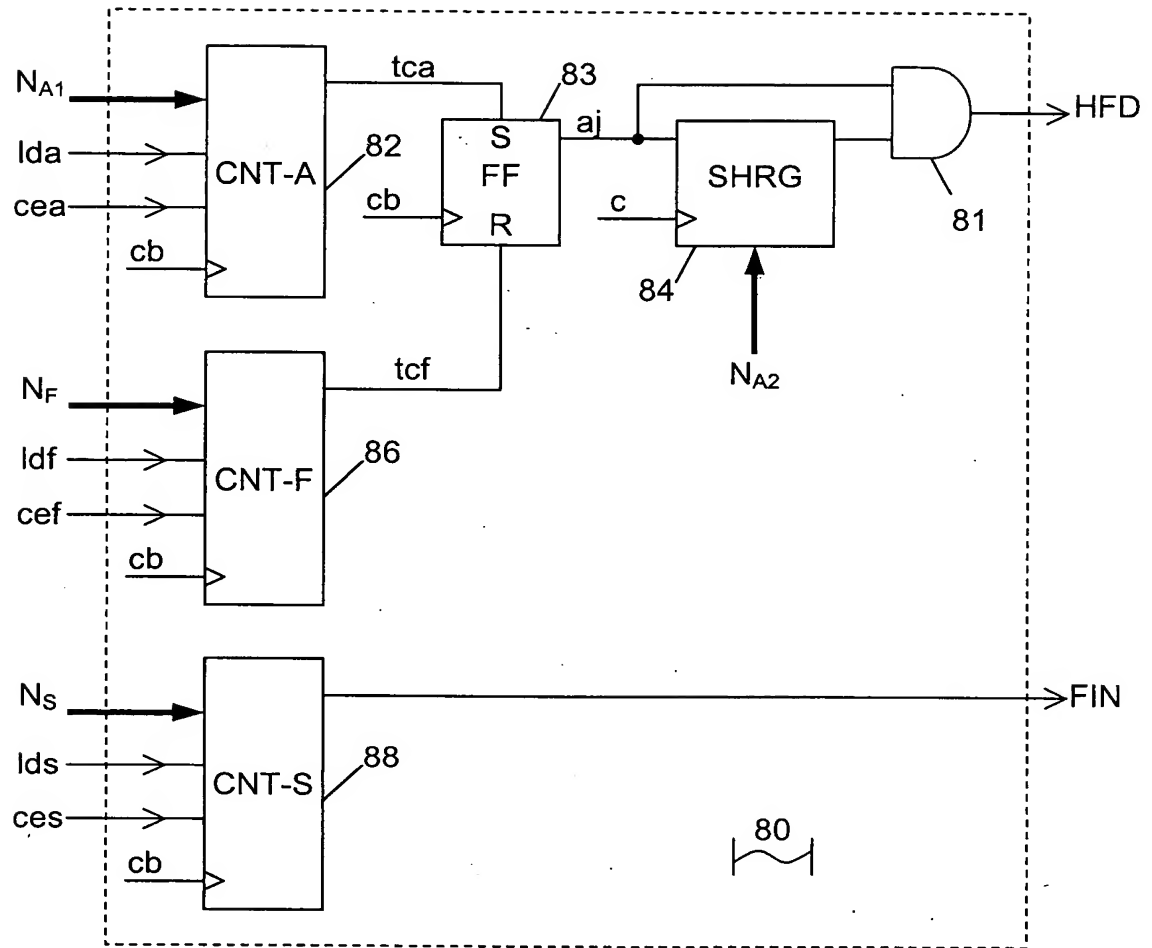 N_A1
lda
cea
cb
CNT-A
82
tca
83
S
FF
R
cb
aj
c
SHRG
84
N_A2
81
HFD
N_F
ldf
cef
cb
CNT-F
86
tcf
N_S
lds
ces
cb
CNT-S
88
FIN
80